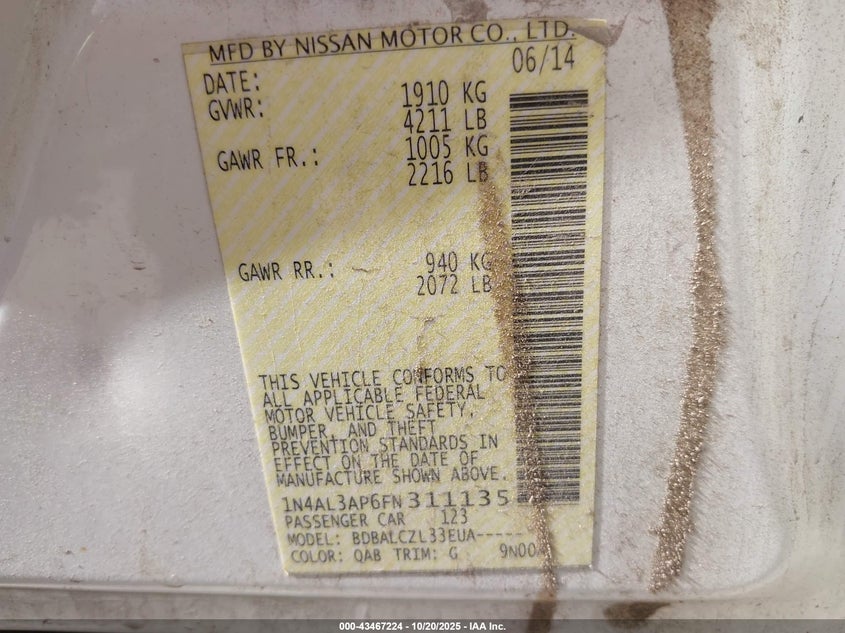 MFD BY NISSAN MOTOR CO., LTD.
DATE: 06/14
GVWR: 1910 KG
4211 LB
GAWR FR.: 1005 KG
2216 LB
GAWR RR.: 940 KG
2072 LB
THIS VEHICLE CONFORMS TO
ALL APPLICABLE FEDERAL
MOTOR VEHICLE SAFETY,
BUMPER, AND THEFT
PREVENTION STANDARDS IN
EFFECT ON THE DATE OF
MANUFACTURE SHOWN ABOVE.
1N4AL3AP6FN311135
PASSENGER CAR 123
MODEL: BDBALCZL33EUA-----
COLOR: QAB TRIM: G
000-43467224 - 10/20/2025 - IAA Inc.